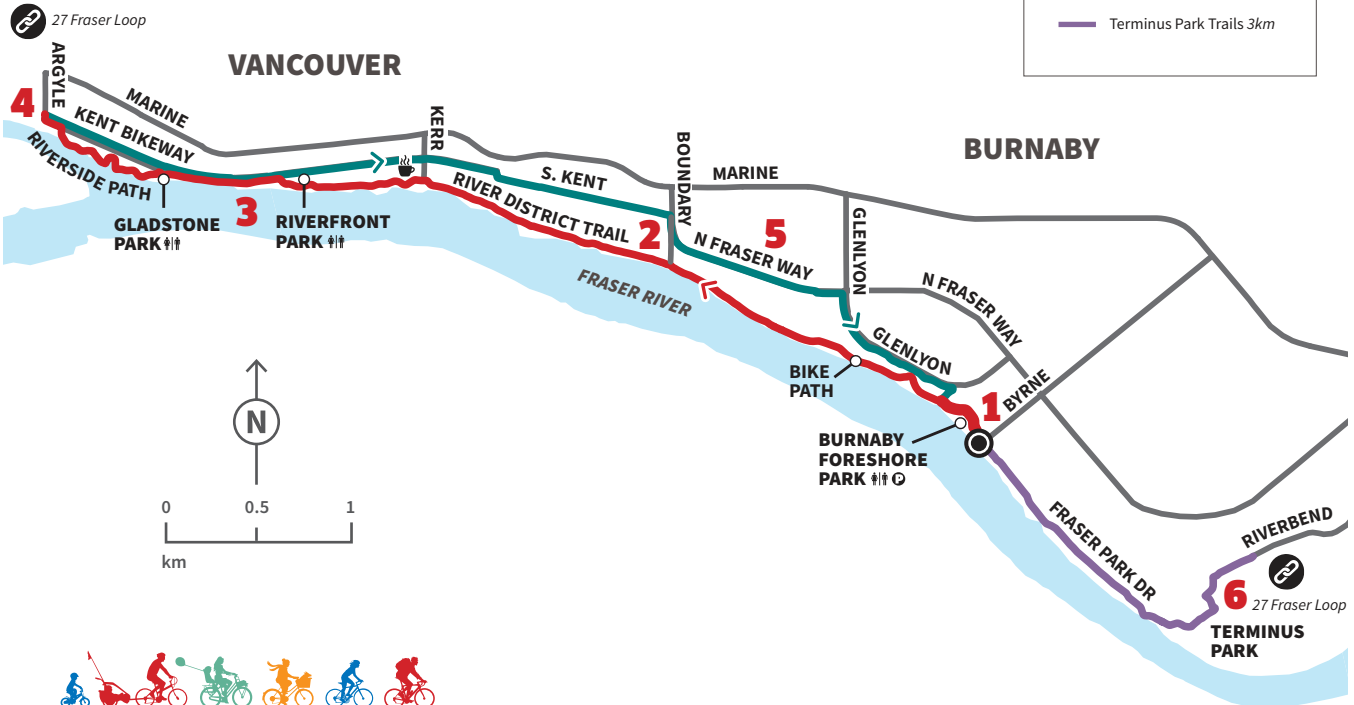 27 Fraser Loop
Terminus Park Trails 3km
VANCOUVER
BURNABY
ARGYLE
4
MARINE
KENT BIKEWAY
RIVERSIDE PATH
GLADSTONE
PARK
3
RIVERFRONT
PARK
KERR
S. KENT
RIVER DISTRICT TRAIL
2
BOUNDARY
MARINE
5
N FRASER WAY
GLENLYON
N FRASER WAY
FRASER RIVER
GLENLYON
BIKE
PATH
1
BYRNE
BURNABY
FORESHORE
PARK P
N
0 0.5 1
km
FRASER PARK DR
RIVERBEND
6
27 Fraser Loop
TERMINUS
PARK